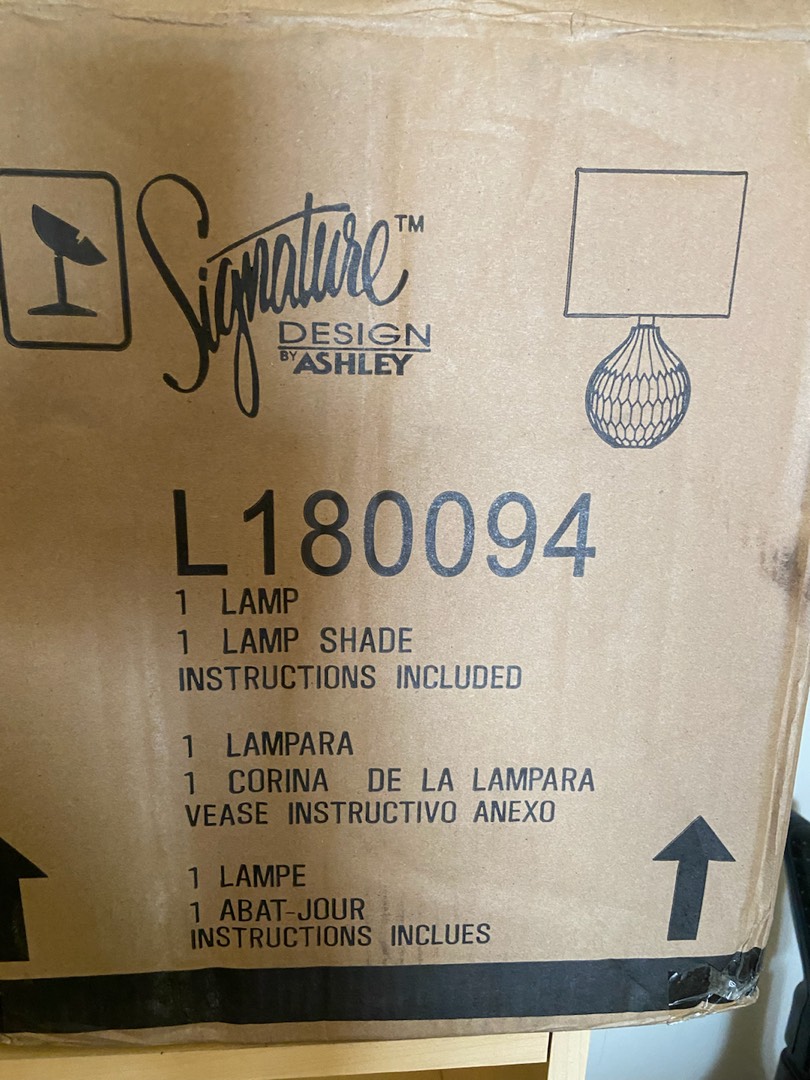 Signature™
DESIGN
BY ASHLEY
L180094
1 LAMP
1 LAMP SHADE
INSTRUCTIONS INCLUDED
1 LAMPARA
1 CORINA DE LA LAMPARA
VEASE INSTRUCTIVO ANEXO
1 LAMPE
1 ABAT-JOUR
INSTRUCTIONS INCLUES